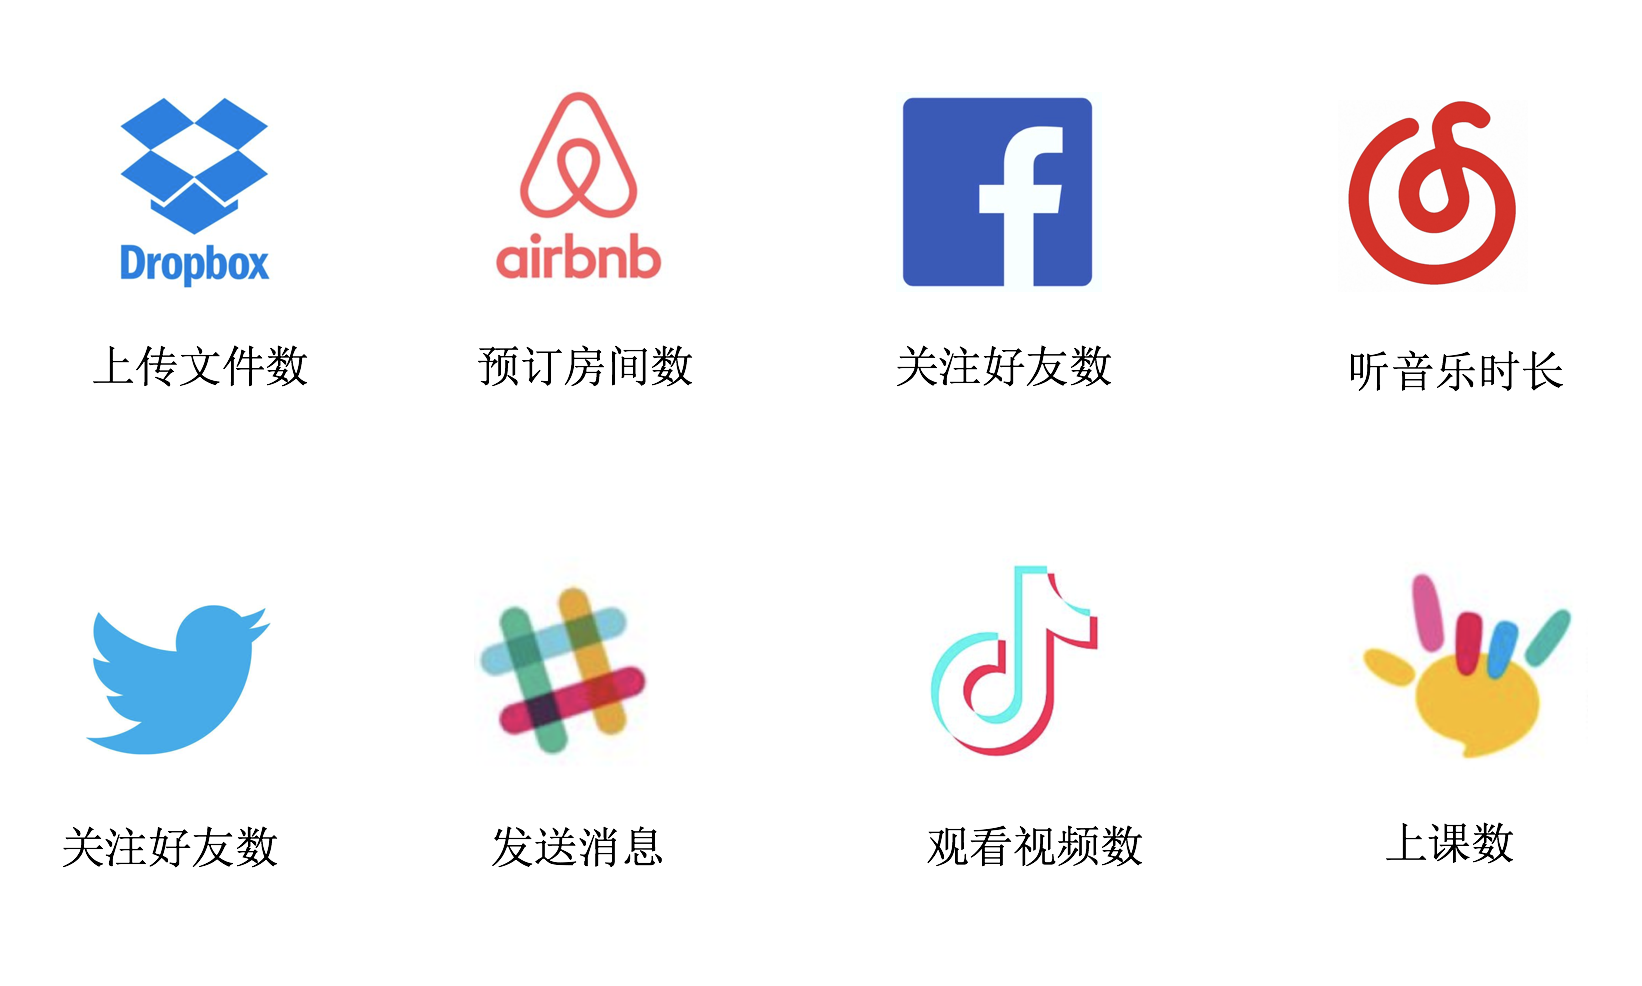 Dropbox
airbnb
f
上传文件数
预订房间数
关注好友数
听音乐时长
关注好友数
发送消息
观看视频数
上课数